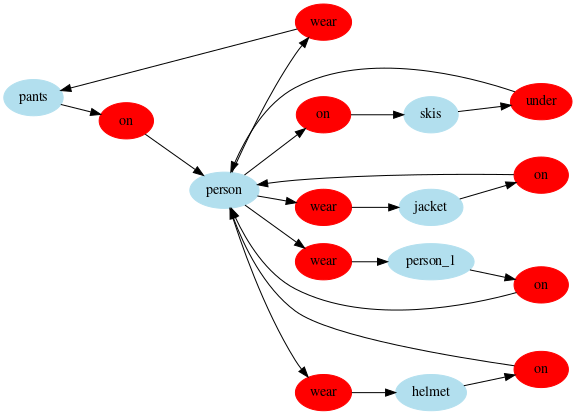 wear
pants
under
on
skis
on
person
on
wear
jacket
wear
person_1
on
on
wear
helmet